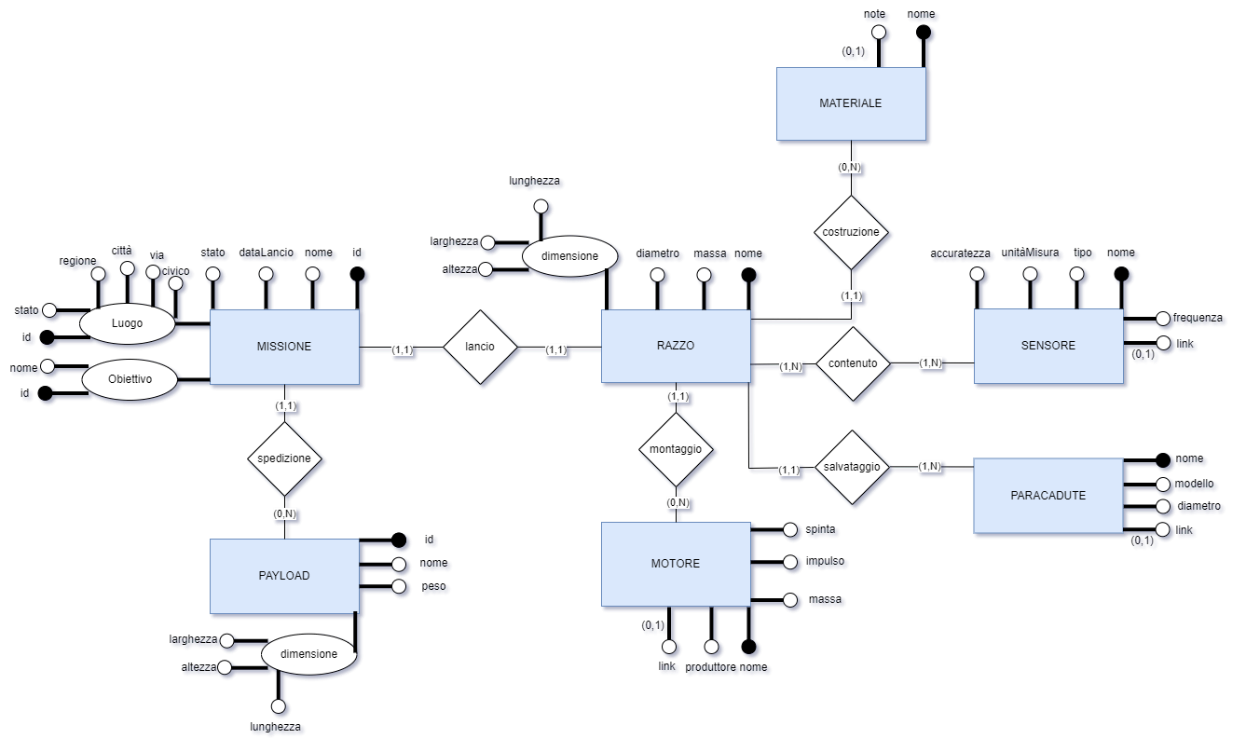 note
nome
(0,1)
MATERIALE
(0,N)
costruzione
(1,1)
lunghezza
larghezza
altezza
dimensione
diametro
massa
nome
RAZZO
regione
città
via
civico
stato
id
Luogo
nome
id
Obiettivo
stato
dataLancio
nome
id
MISSIONE
(1,1)
lancio
(1,1)
accuratezza
unitàMisura
tipo
nome
SENSORE
frequenza
link
(0,1)
(1,N)
contenuto
(1,N)
(1,1)
spedizione
(0,N)
(1,1)
montaggio
(0,N)
(1,1)
salvataggio
(1,N)
PARACADUTE
nome
modello
diametro
link
(0,1)
PAYLOAD
id
nome
peso
larghezza
altezza
dimensione
lunghezza
MOTORE
spinta
impulso
massa
(0,1)
link
produttore
nome